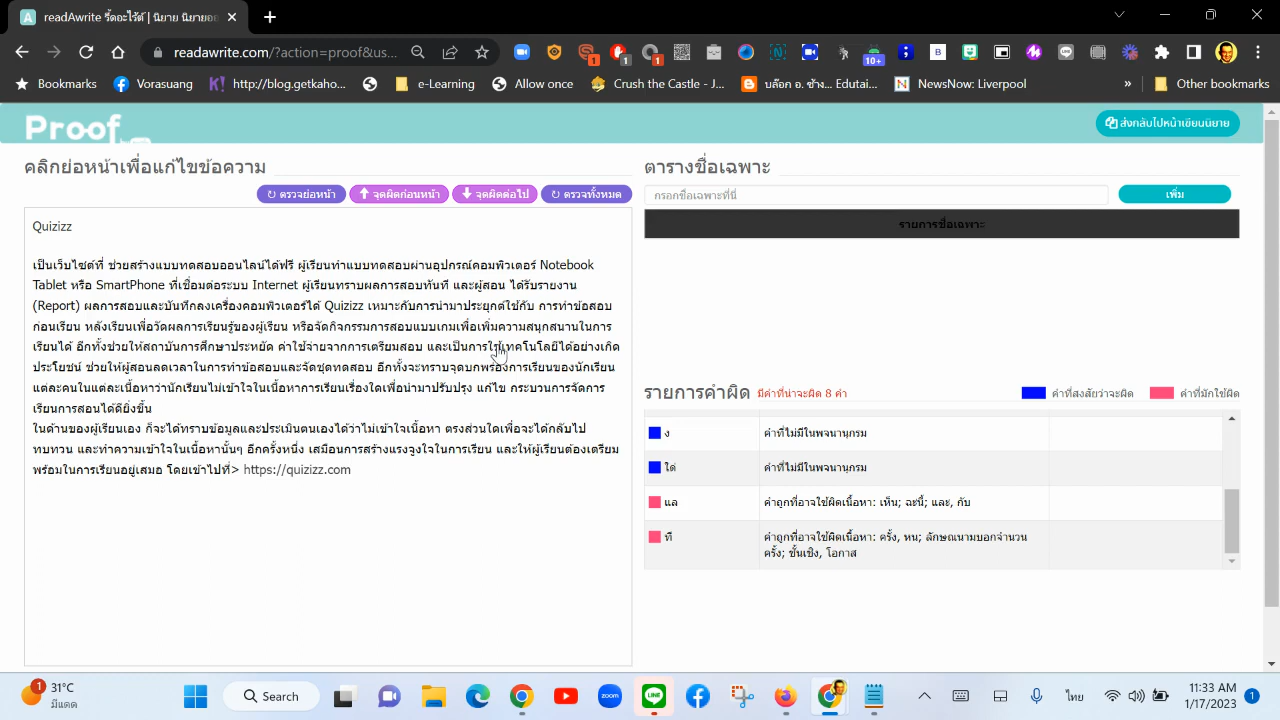 readAwrite รี้ดอะไร้ต์ | นิยาย นิยายออ
readawrite.com/?action=proof&us...
1
1
1
10+
Bookmarks
Vorasuang
http://blog.getkaho...
e-Learning
Allow once
Crush the Castle - J...
บล็อก อ. ช้าง... Edutai...
NewsNow: Liverpool
»
Other bookmarks
Proof
ส่งกลับไปหน้าเขียนนิยาย
คลิกย่อหน้าเพื่อแก้ไขข้อความ
ตารางชื่อเฉพาะ
ตรวจย่อหน้า
จุดผิดก่อนหน้า
จุดผิดต่อไป
ตรวจทั้งหมด
กรอกชื่อเฉพาะที่นี่
เพิ่ม
รายการชื่อเฉพาะ
Quizizz
เป็นเว็บไซต์ที่ ช่วยสร้างแบบทดสอบออนไลน์ได้ฟรี ผู้เรียนทำแบบทดสอบผ่านอุปกรณ์คอมพิวเตอร์ Notebook
Tablet หรือ SmartPhone ที่เชื่อมต่อระบบ Internet ผู้เรียนทราบผลการสอบทันที และผู้สอน ได้รับรายงาน
(Report) ผลการสอบและบันทึกลงเครื่องคอมพิวเตอร์ได้ Quizizz เหมาะกับการนำมาประยุกต์ใช้กับ การทำข้อสอบ
ก่อนเรียน หลังเรียนเพื่อวัดผลการเรียนรู้ของผู้เรียน หรือจัดกิจกรรมการสอบแบบเกมเพื่อเพิ่มความสนุกสนานในการ
เรียนได้ อีกทั้งช่วยให้สถาบันการศึกษาประหยัด ค่าใช้จ่ายจากการเตรียมสอบ และเป็นการใช้เทคโนโลยีได้อย่างเกิด
ประโยชน์ ช่วยให้ผู้สอนลดเวลาในการทำข้อสอบและจัดชุดทดสอบ อีกทั้งจะทราบจุดบกพร่องการเรียนของนักเรียน
แต่ละคนในแต่ละเนื้อหาว่านักเรียนไม่เข้าใจในเนื้อหาการเรียนเรื่องใดเพื่อนำมาปรับปรุง แก้ไข กระบวนการจัดการ
เรียนการสอนได้ดียิ่งขึ้น
ในด้านของผู้เรียนเอง ก็จะได้ทราบข้อมูลและประเมินตนเองได้ว่าไม่เข้าใจเนื้อหา ตรงส่วนใดเพื่อจะได้กลับไป
ทบทวน และทำความเข้าใจในเนื้อหานั้นๆ อีกครั้งหนึ่ง เสมือนการสร้างแรงจูงใจในการเรียน และให้ผู้เรียนต้องเตรียม
พร้อมในการเรียนอยู่เสมอ โดยเข้าไปที่> https://quizizz.com
รายการคำผิด มีคำที่น่าจะผิด 8 คำ
คำที่สงสัยว่าจะผิด
คำที่มักใช้ผิด
ง คำที่ไม่มีในพจนานุกรม
ใด่ คำที่ไม่มีในพจนานุกรม
แล คำถูกที่อาจใช้ผิดเนื้อหา: เห็น; ฉะนี้; และ, กับ
ที คำถูกที่อาจใช้ผิดเนื้อหา: ครั้ง, หน; ลักษณนามบอกจำนวน
ครั้ง; ชั้นเชิง, โอกาส
1
31°C
มีแดด
Search
zoom
LINE
ไทย
11:33 AM
1/17/2023
1